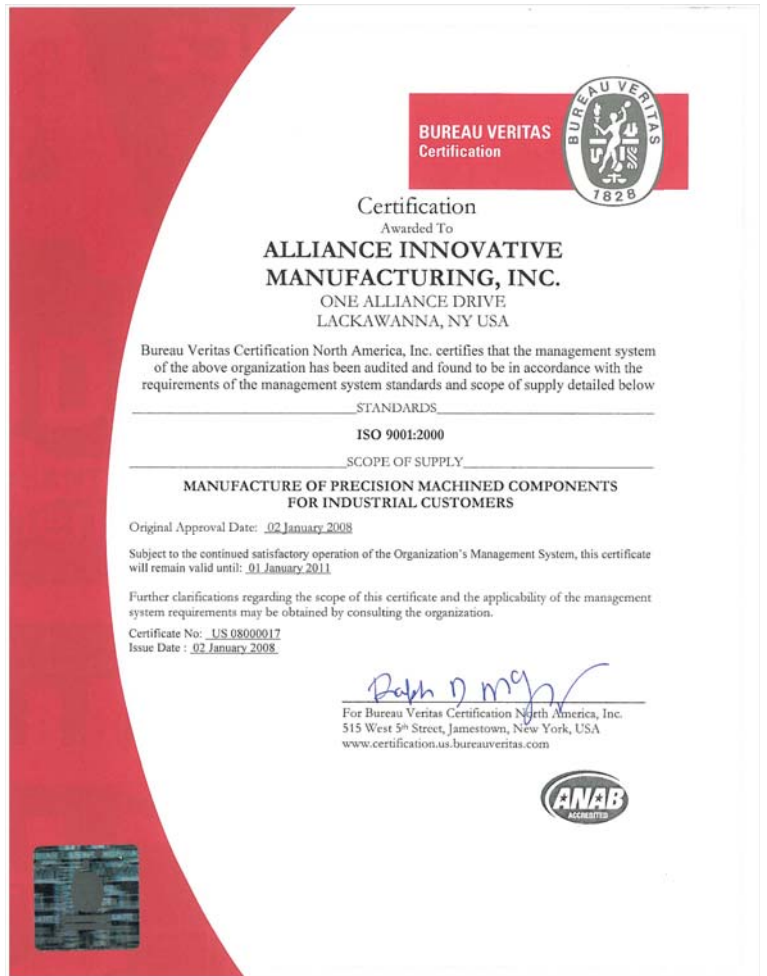 BUREAU VERITAS
Certification
BUREAU VERITAS
1828
Certification
Awarded To
ALLIANCE INNOVATIVE
MANUFACTURING, INC.
ONE ALLIANCE DRIVE
LACKAWANNA, NY USA
Bureau Veritas Certification North America, Inc. certifies that the management system
of the above organization has been audited and found to be in accordance with the
requirements of the management system standards and scope of supply detailed below
STANDARDS
ISO 9001:2000
SCOPE OF SUPPLY
MANUFACTURE OF PRECISION MACHINED COMPONENTS
FOR INDUSTRIAL CUSTOMERS
Original Approval Date: 02 January 2008
Subject to the continued satisfactory operation of the Organization's Management System, this certificate
will remain valid until: 01 January 2011
Further clarifications regarding the scope of this certificate and the applicability of the management
system requirements may be obtained by consulting the organization.
Certificate No: US 08000017
Issue Date : 02 January 2008
Ralph D
For Bureau Veritas Certification North America, Inc.
515 West 5th Street, Jamestown, New York, USA
www.certification.us.bureauveritas.com
ANAB
ACCREDITED